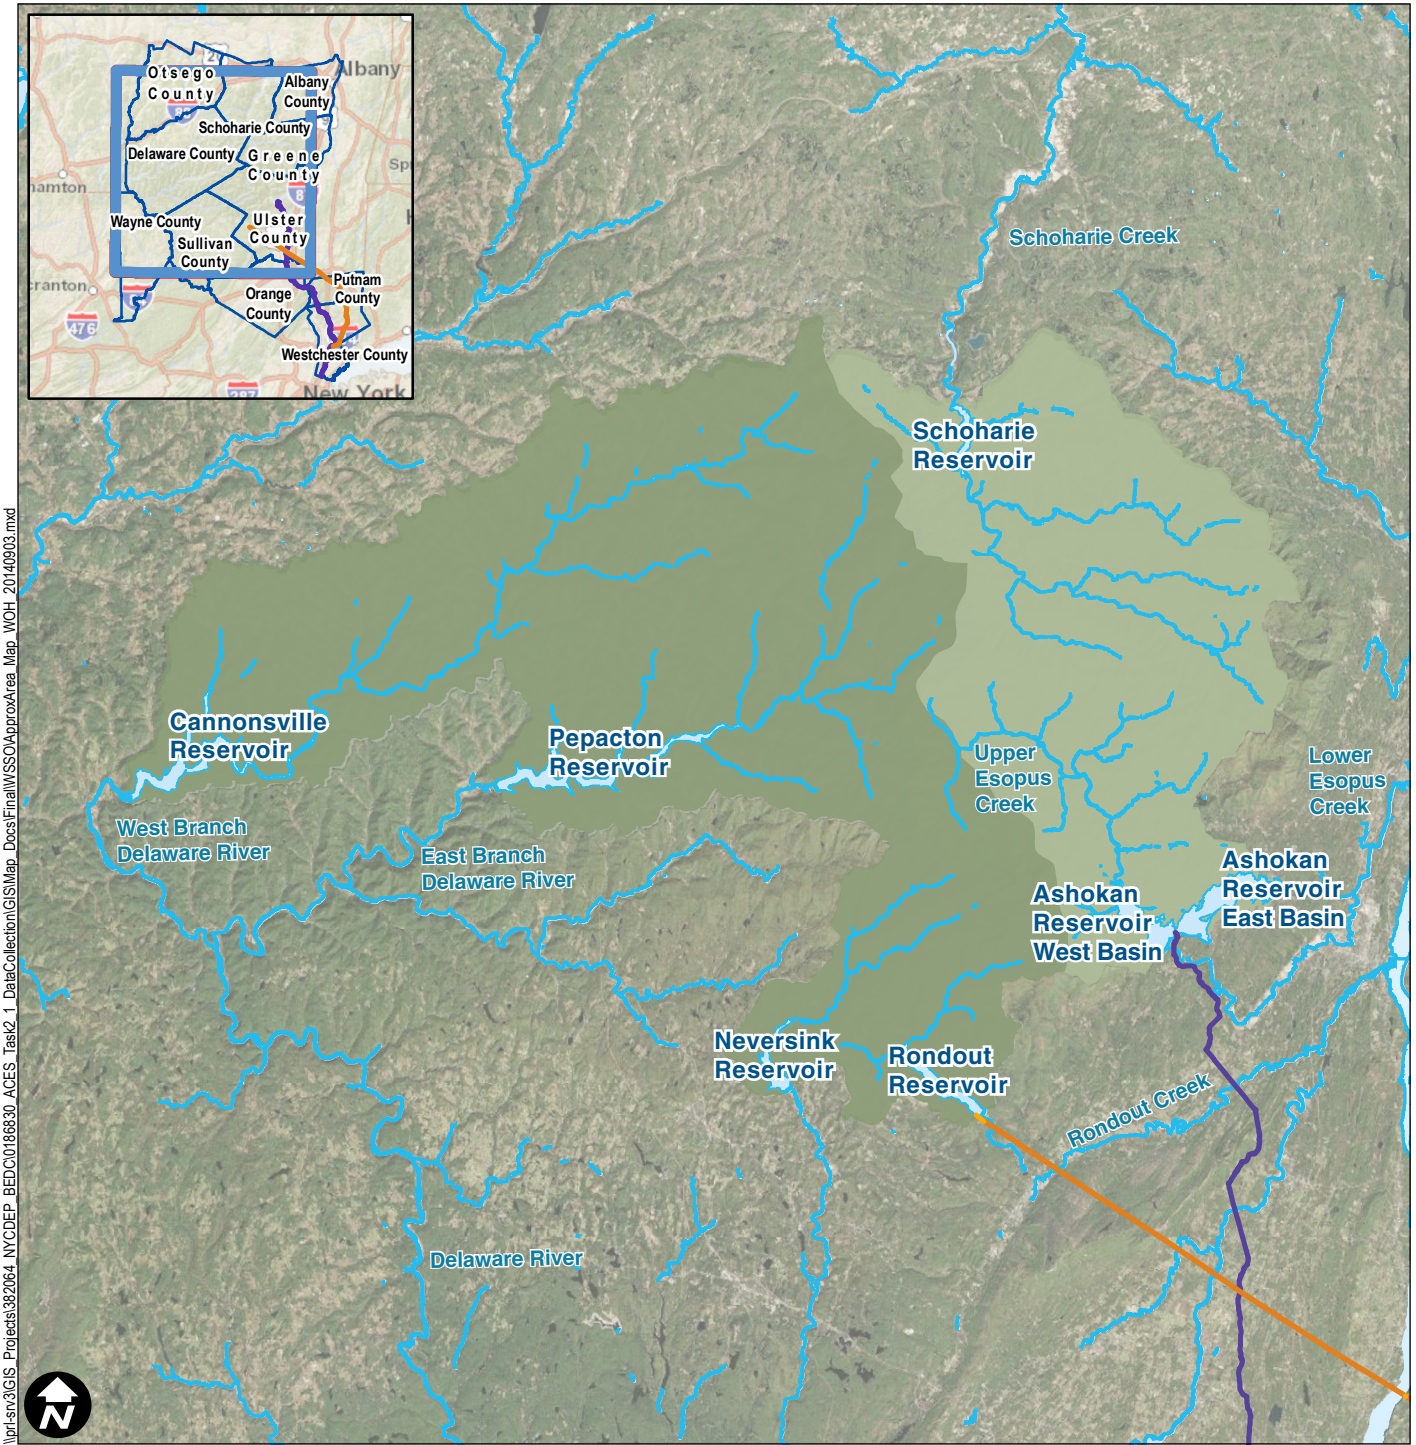 Otsego
County
Albany
Albany
County
Schoharie County
Delaware County
Greene
County
Wayne County
Ulster
County
Sullivan
County
Putnam
County
Orange
County
476
Westchester County
New York
Schoharie Creek
Schoharie
Reservoir
Cannonsville
Reservoir
Pepacton
Reservoir
Upper
Esopus
Creek
Lower
Esopus
Creek
West Branch
Delaware River
East Branch
Delaware River
Ashokan
Reservoir
East Basin
Ashokan
Reservoir
West Basin
Neversink
Reservoir
Rondout
Reservoir
Rondout Creek
Delaware River
N
\\prl-srv3\GIS_Projects\382064_NYCDEP_BEDC\0186830_ACES_Task2_1_DataCollection\GIS\Map_Docs\Final\WSSO\ApproxArea_Map_WOH_20140903.mxd